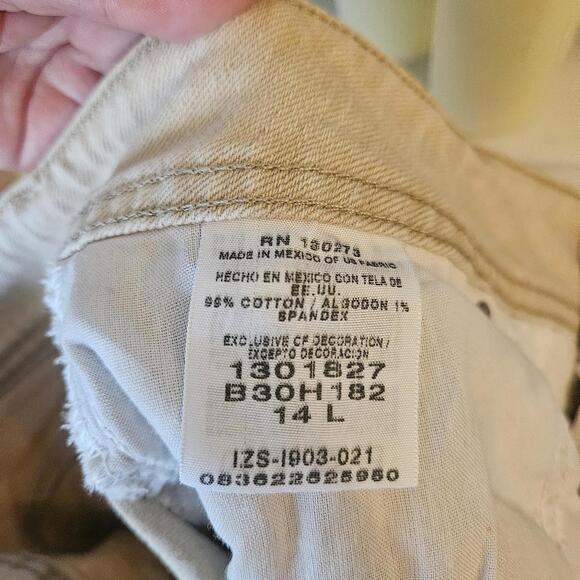 RN 130273
MADE IN MEXICO OF US FABRIC
HECHO EN MEXICO CON TELA DE
EE.UU.
99% COTTON / ALGODON 1%
SPANDEX
EXCLUSIVE OF DECORATION /
EXCEPTO DECORACION
1301827
B30H182
14 L
IZS-I903-021
083622625950